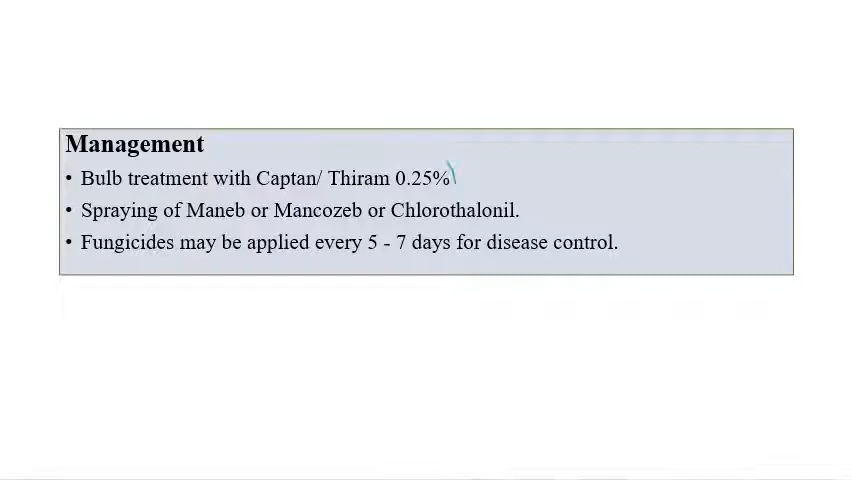 Management
• Bulb treatment with Captan/ Thiram 0.25%
• Spraying of Maneb or Mancozeb or Chlorothalonil.
• Fungicides may be applied every 5 - 7 days for disease control.